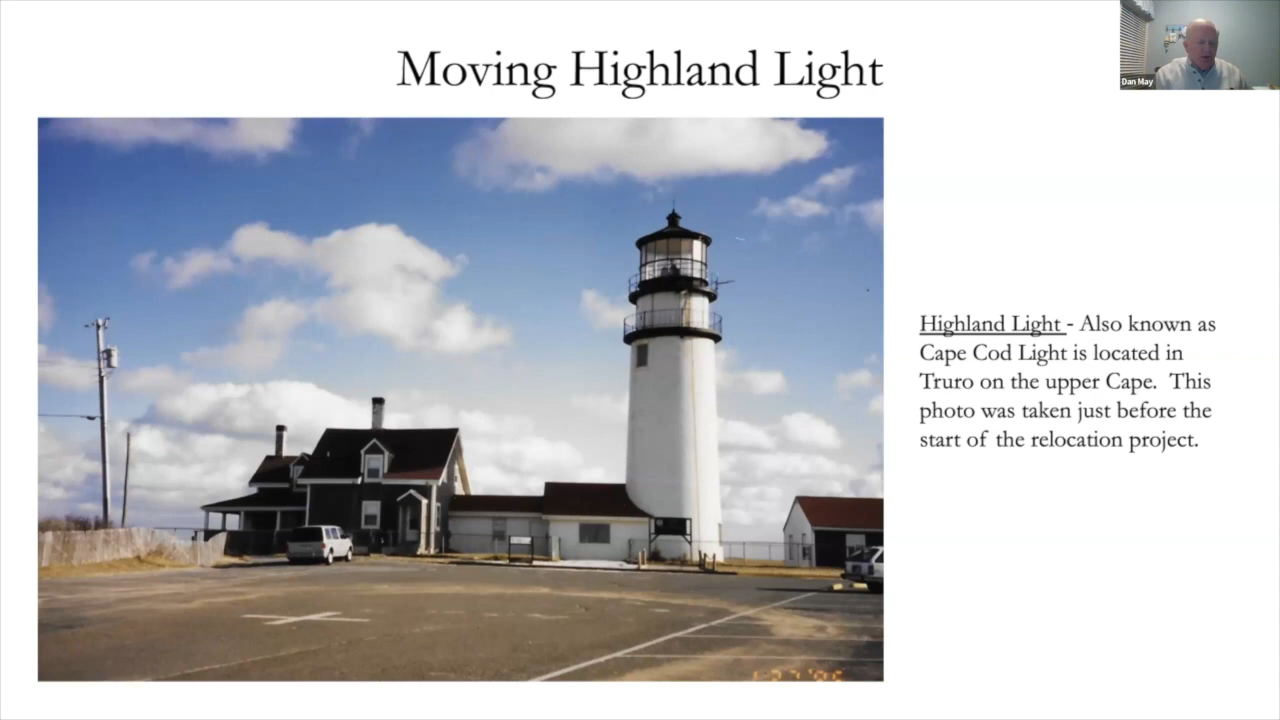 Moving Highland Light
Dan May
Highland Light - Also known as
Cape Cod Light is located in
Truro on the upper Cape.  This
photo was taken just before the
start of the relocation project.